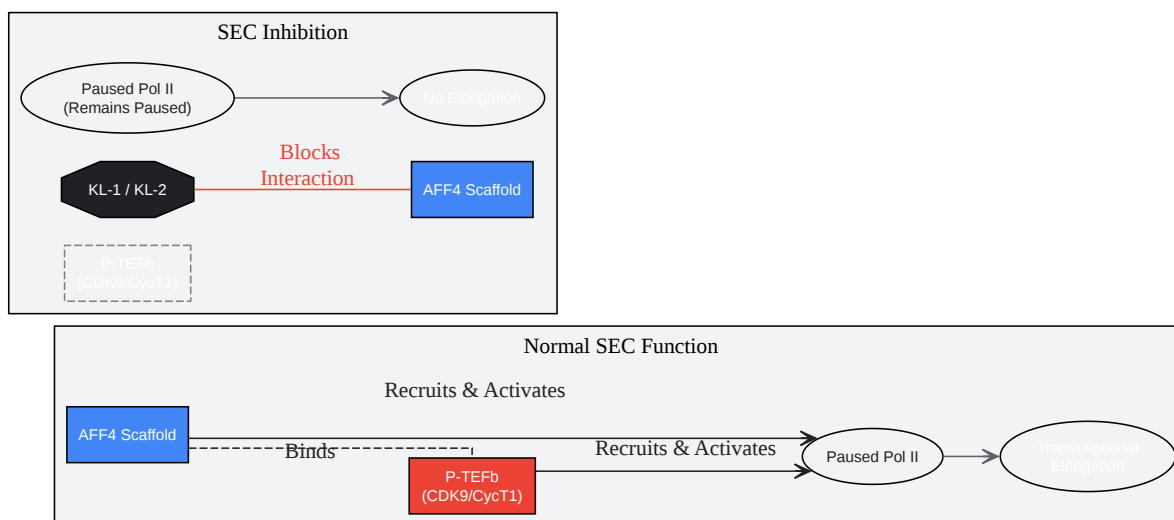 SEC Inhibition
Paused Pol II
(Remains Paused)
No Elongation
Blocks
Interaction
KL-1 / KL-2
AFF4 Scaffold
P-TEFb
(CDK9/CycT1)
Normal SEC Function
Recruits & Activates
AFF4 Scaffold
Binds
Recruits & Activates
P-TEFb
(CDK9/CycT1)
Paused Pol II
Transcriptional
Elongation